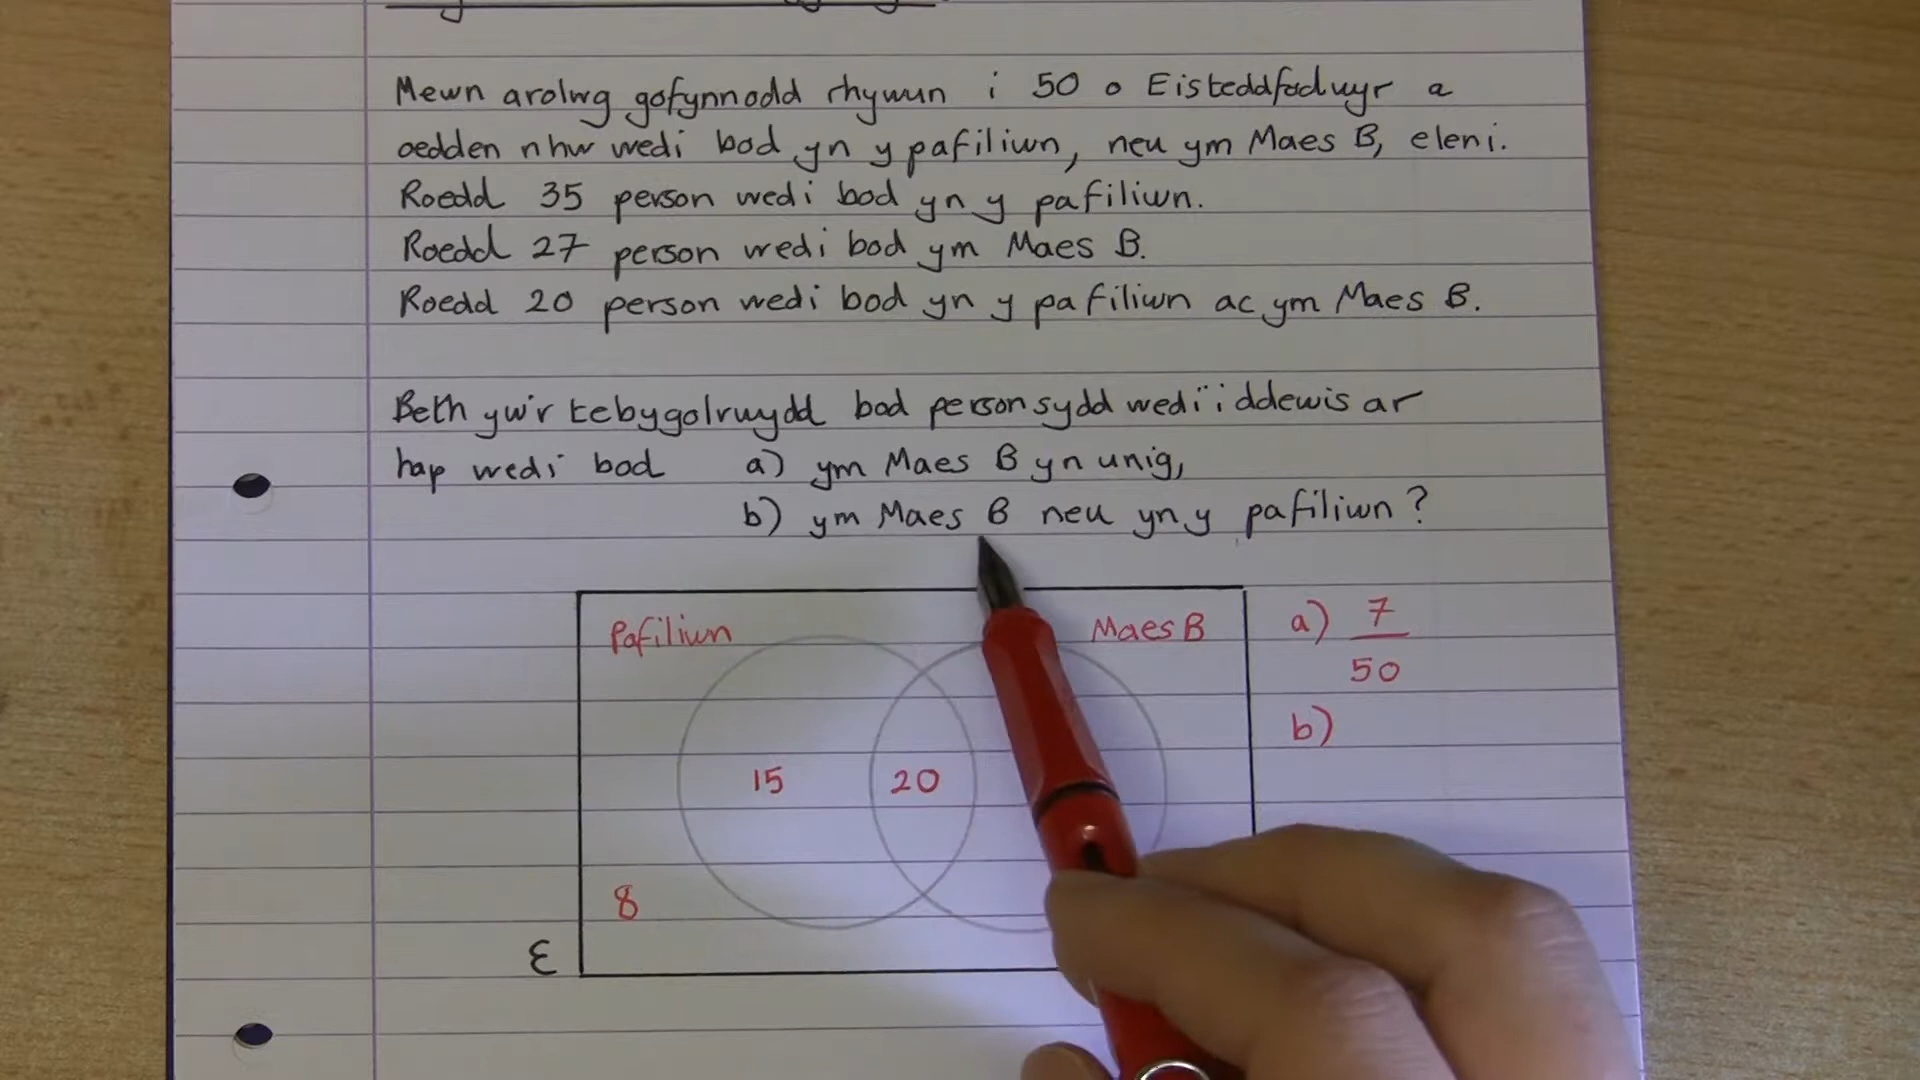 Mewn arolwg gofynnodd rhywun i 50 o Eisteddfodwyr a
oedden nhw wedi bod yn y pafiliwn, neu ym Maes B, eleni.
Roedd 35 person wedi bod yn y pafiliwn.
Roedd 27 person wedi bod ym Maes B.
Roedd 20 person wedi bod yn y pafiliwn ac ym Maes B.
Beth yw'r tebygolrwydd bod person sydd wedi'i ddewis ar
hap wedi bod a) ym Maes B yn unig,
b) ym Maes B neu yn y pafiliwn?
Pafiliwn Maes B
a) 7
50
b)
15 20
8
ε